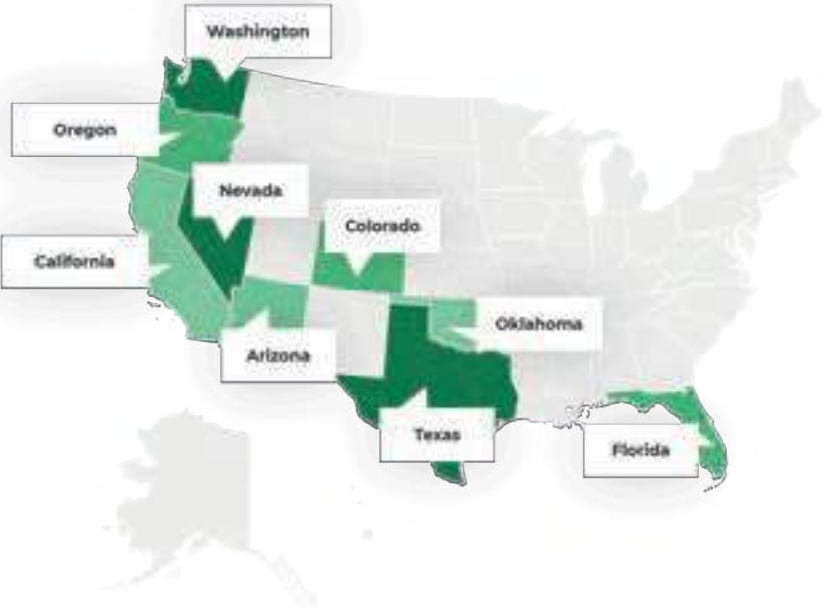 Washington
Oregon
Nevada
Colorado
California
Oklahoma
Arizona
Texas
Florida